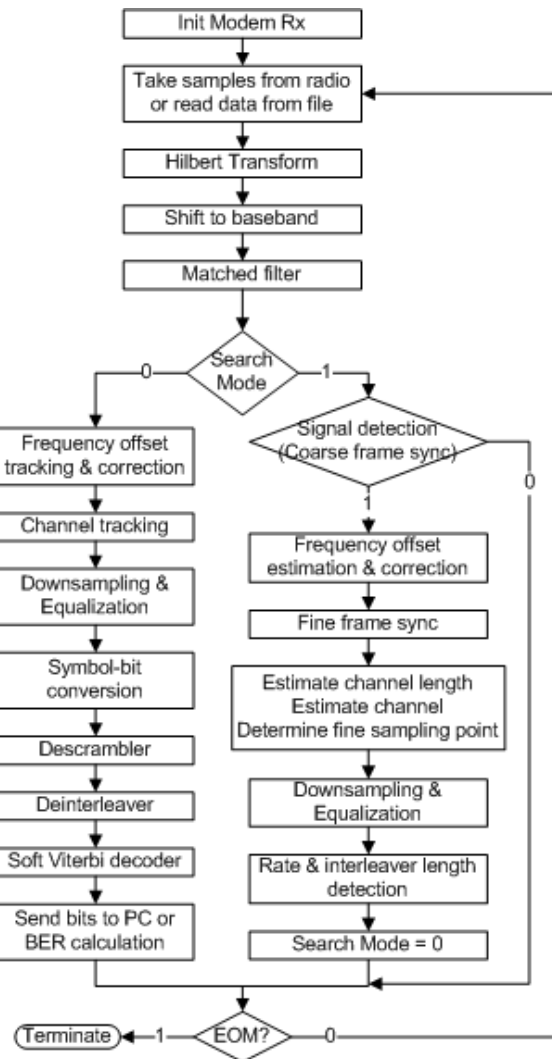 Init Modem Rx
Take samples from radio
or read data from file
Hilbert Transform
Shift to baseband
Matched filter
Search
Mode
0
1
Frequency offset
tracking & correction
Channel tracking
Downsampling &
Equalization
Symbol-bit
conversion
Descrambler
Deinterleaver
Soft Viterbi decoder
Send bits to PC or
BER calculation
Signal detection
(Coarse frame sync)
0
1
Frequency offset
estimation & correction
Fine frame sync
Estimate channel length
Estimate channel
Determine fine sampling point
Downsampling &
Equalization
Rate & interleaver length
detection
Search Mode = 0
Terminate
1
EOM?
0